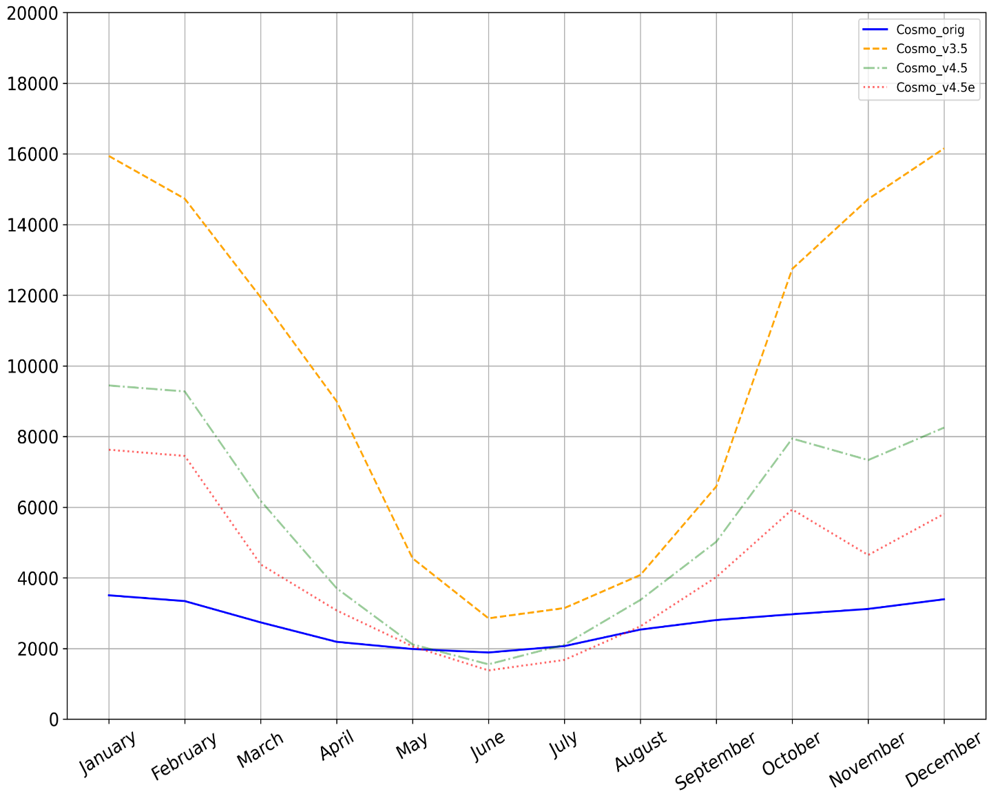 20000
18000
16000
14000
12000
10000
8000
6000
4000
2000
0
Cosmo_orig
Cosmo_v3.5
Cosmo_v4.5
Cosmo_v4.5e
January February March April May June July August September October November December